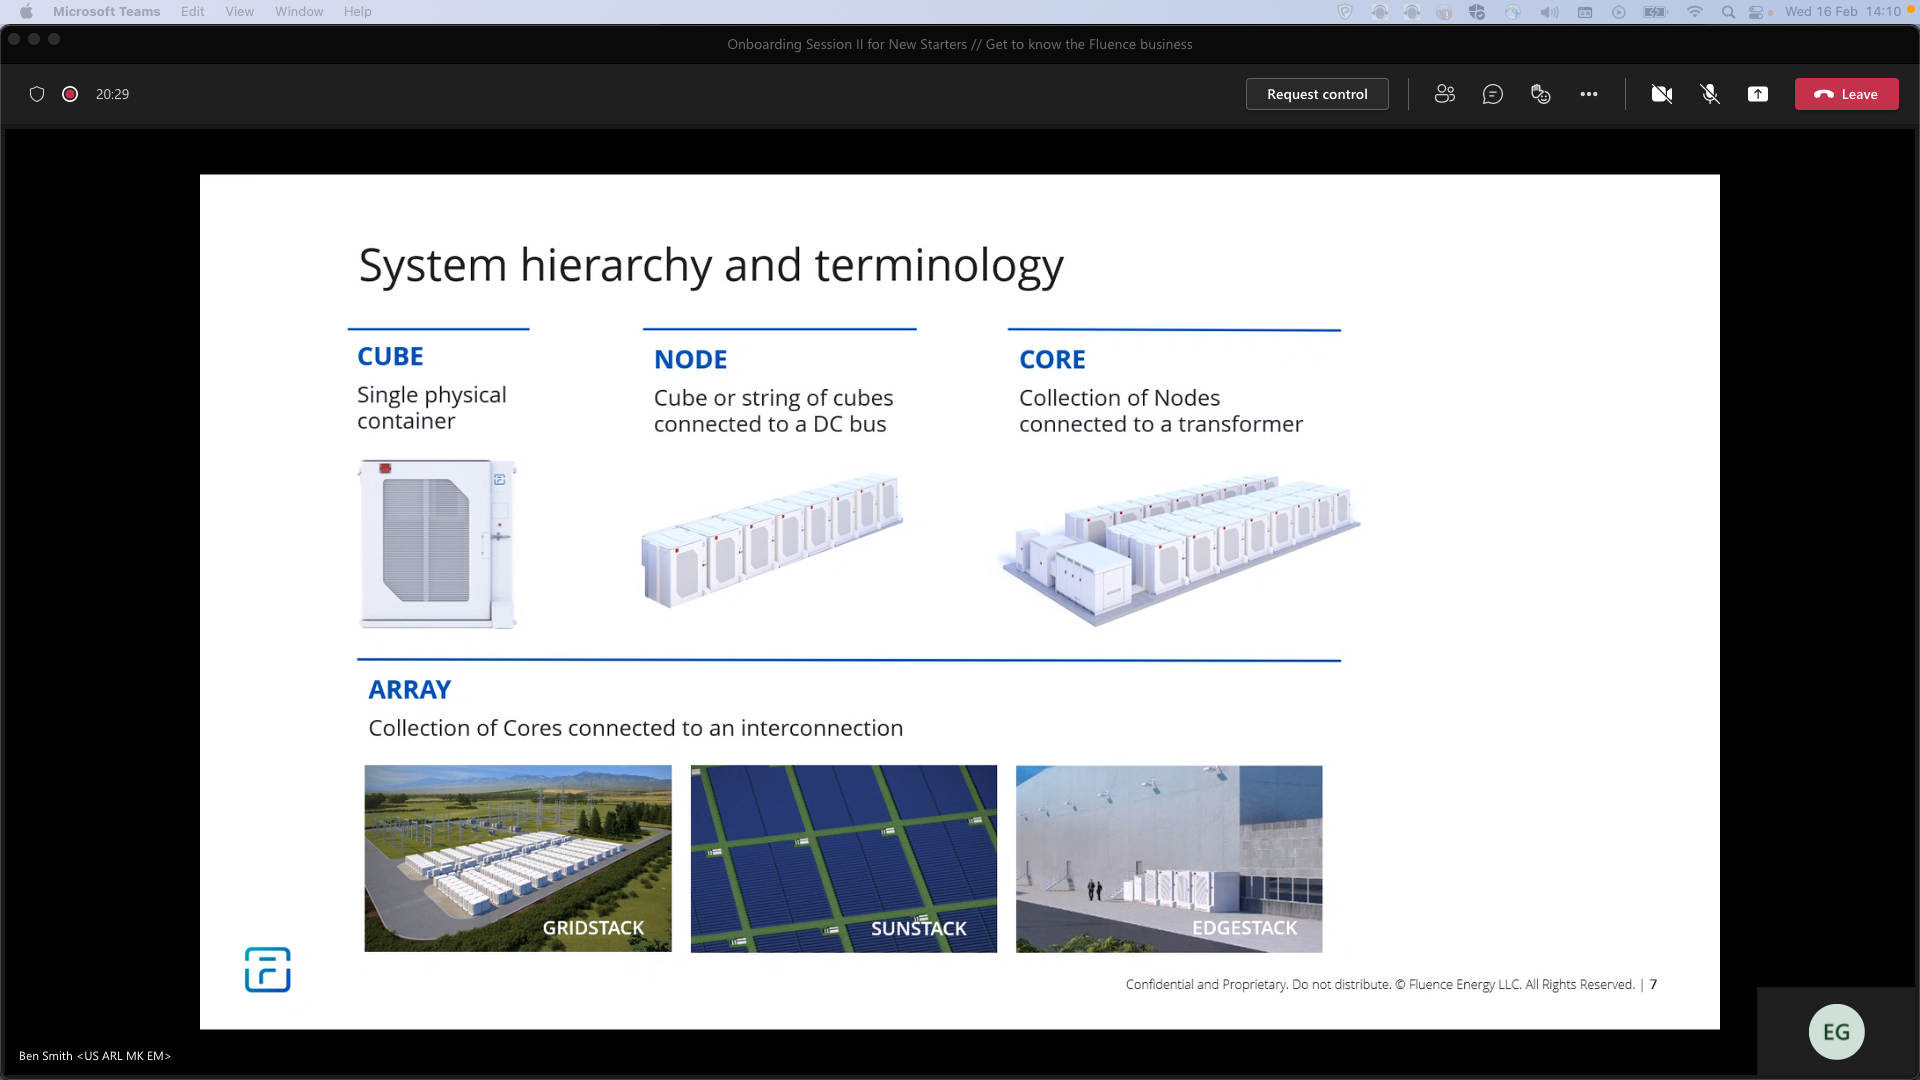 Microsoft Teams Edit View Window Help Wed 16 Feb 14:10
Onboarding Session II for New Starters // Get to know the Fluence business
20:29 Request control Leave
System hierarchy and terminology
CUBE
Single physical
container
NODE
Cube or string of cubes
connected to a DC bus
CORE
Collection of Nodes
connected to a transformer
ARRAY
Collection of Cores connected to an interconnection
GRIDSTACK
SUNSTACK
EDGESTACK
Confidential and Proprietary. Do not distribute. © Fluence Energy LLC. All Rights Reserved. | 7
EG
Ben Smith <US ARL MK EM>